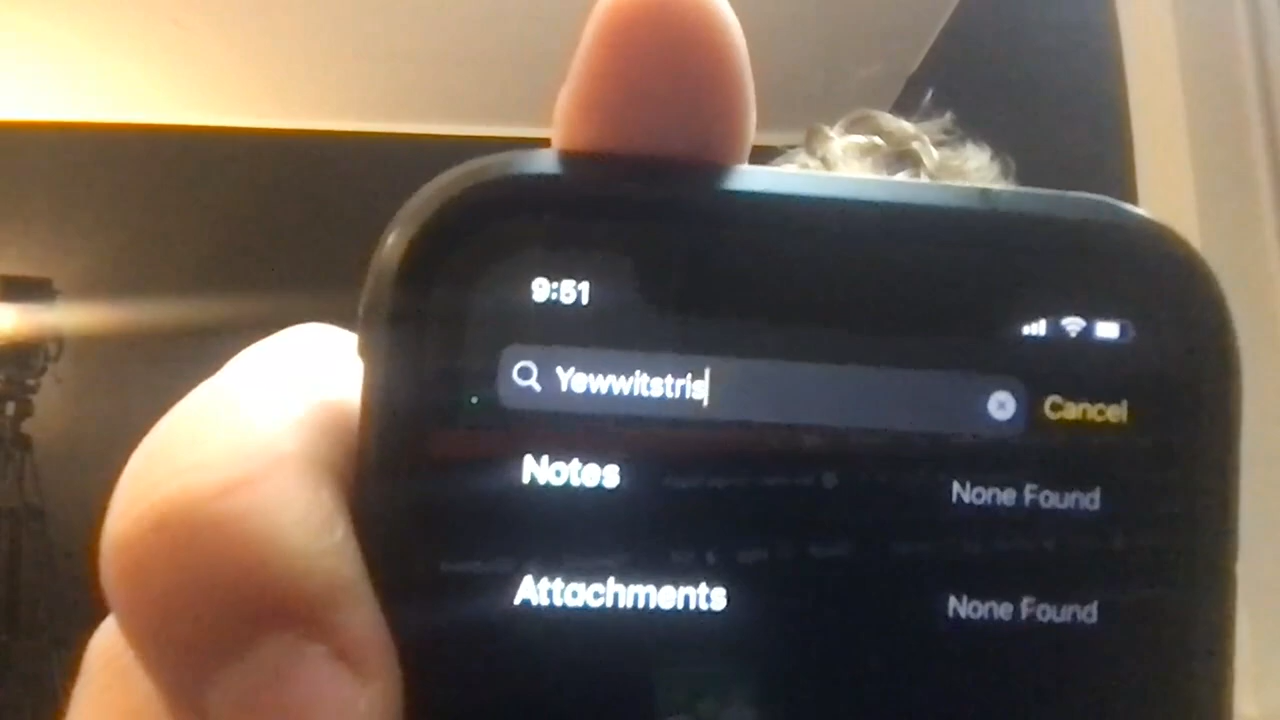 9:51
Yewwitstris
Cancel
Notes
None Found
Attachments
None Found